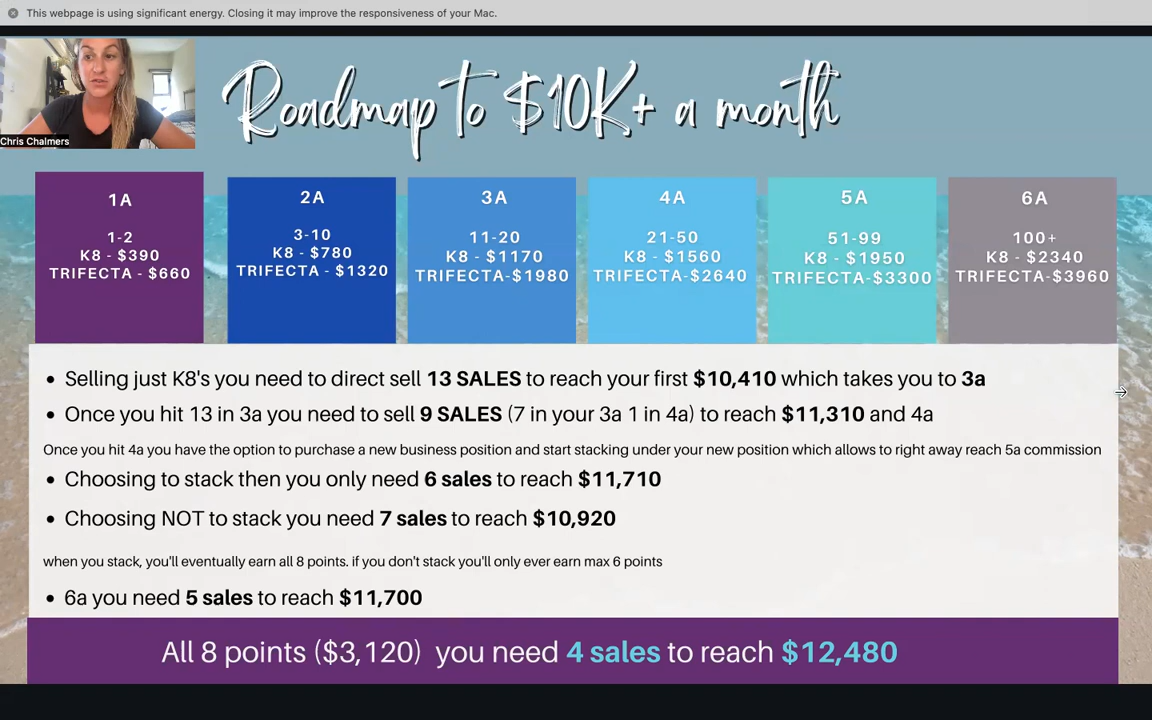 This webpage is using significant energy. Closing it may improve the responsiveness of your Mac.
Chris Chalmers
Roadmap to $10K+ a month
1A
1-2
K8 - $390
TRIFECTA - $660
2A
3-10
K8 - $780
TRIFECTA - $1320
3A
11-20
K8 - $1170
TRIFECTA-$1980
4A
21-50
K8 - $1560
TRIFECTA-$2640
5A
51-99
K8 - $1950
TRIFECTA-$3300
6A
100+
K8 - $2340
TRIFECTA-$3960
• Selling just K8's you need to direct sell 13 SALES to reach your first $10,410 which takes you to 3a
• Once you hit 13 in 3a you need to sell 9 SALES (7 in your 3a 1 in 4a) to reach $11,310 and 4a
Once you hit 4a you have the option to purchase a new business position and start stacking under your new position which allows to right away reach 5a commission
• Choosing to stack then you only need 6 sales to reach $11,710
• Choosing NOT to stack you need 7 sales to reach $10,920
when you stack, you'll eventually earn all 8 points. if you don't stack you'll only ever earn max 6 points
• 6a you need 5 sales to reach $11,700
All 8 points ($3,120) you need 4 sales to reach $12,480